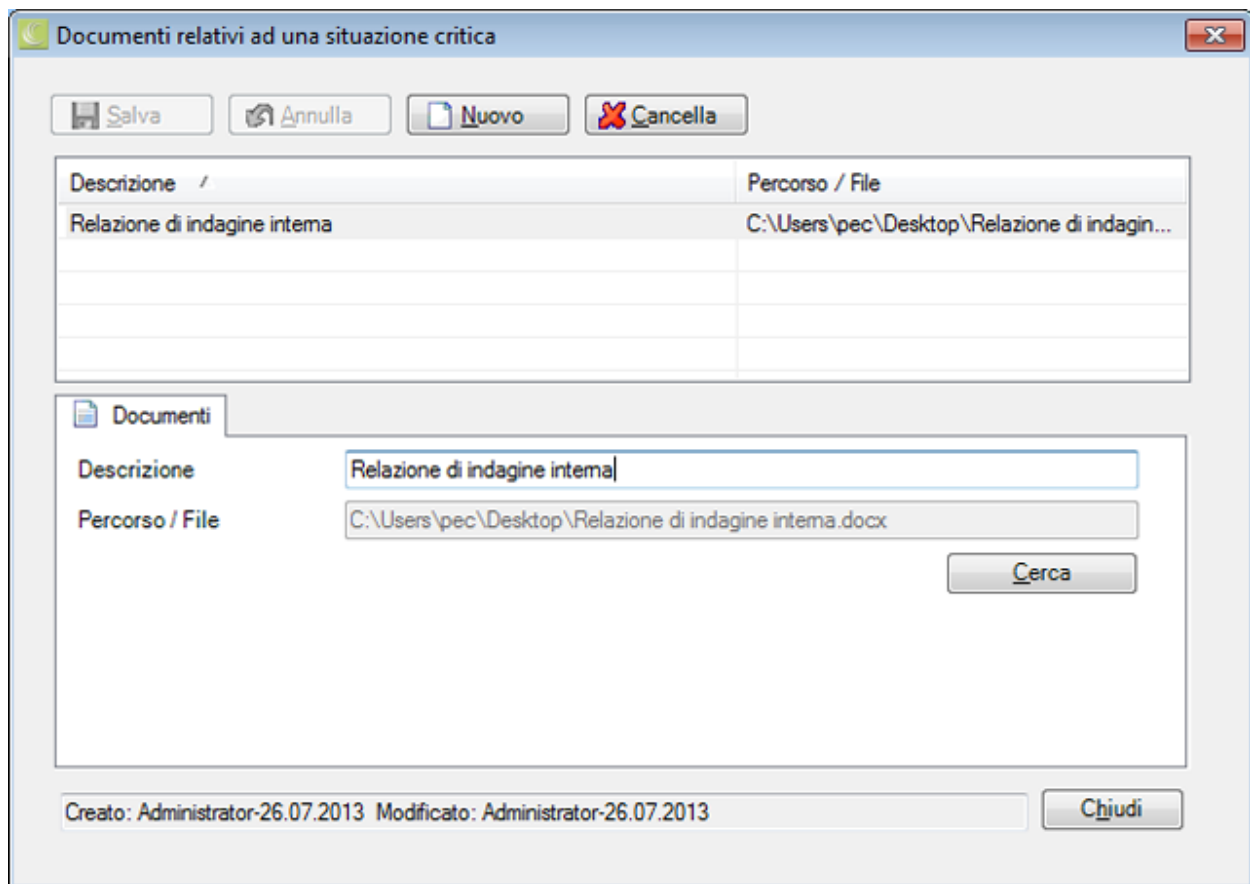 Documenti relativi ad una situazione critica
Salva Annulla Nuovo Cancella
Descrizione Percorso / File
Relazione di indagine interna C:\Users\pec\Desktop\Relazione di indagin...
Documenti
Descrizione Relazione di indagine interna
Percorso / File C:\Users\pec\Desktop\Relazione di indagine interna.docx
Cerca
Creato: Administrator-26.07.2013 Modificato: Administrator-26.07.2013 Chiudi